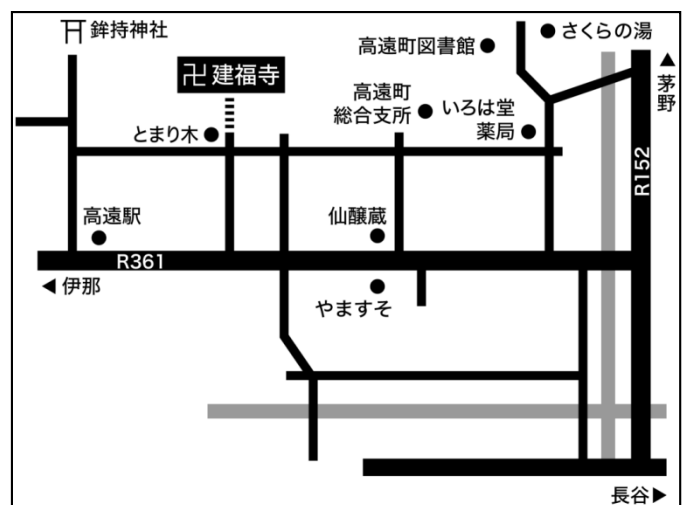 鉾持神社
卍建福寺
高遠町図書館
さくらの湯
▲
茅野
高遠町
総合支所
いろは堂
薬局
とまり木
R152
高遠駅
仙醸蔵
R361
◀伊那
やますそ
長谷▶